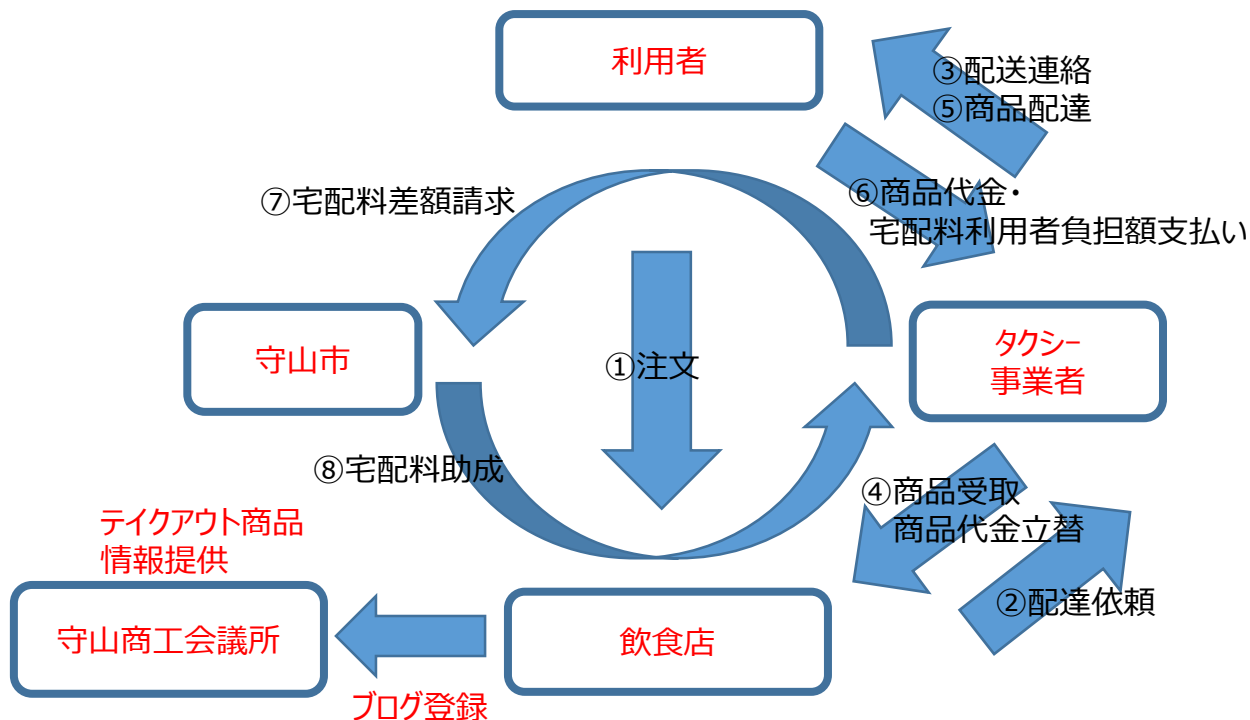 利用者
③配送連絡
⑤商品配達
⑦宅配料差額請求
⑥商品代金・
宅配料利用者負担額支払い
守山市
①注文
タクシー
事業者
⑧宅配料助成
④商品受取
商品代金立替
テイクアウト商品
情報提供
②配達依頼
守山商工会議所
飲食店
ブログ登録